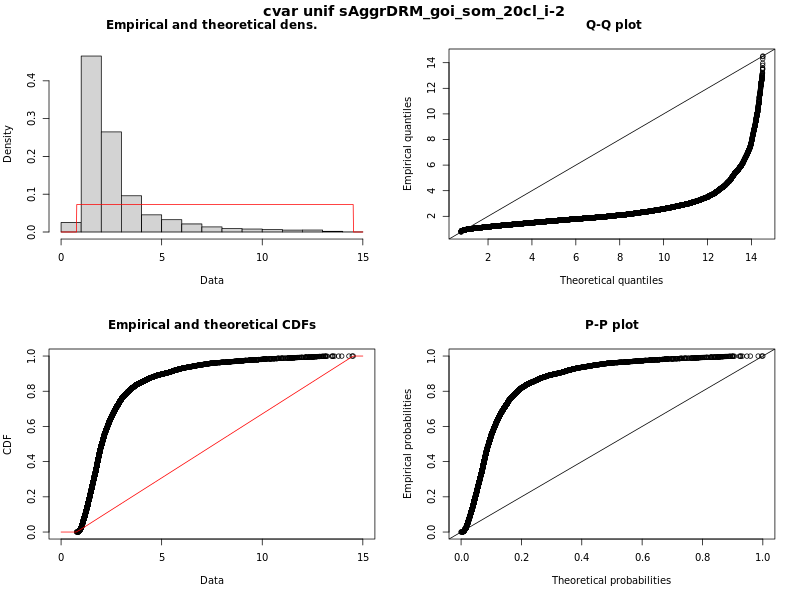 cvar unif sAggrDRM_goi_som_20cl_i-2
Empirical and theoretical dens.
Density
0.0 0.1 0.2 0.3 0.4
0 5 10 15
Data
Q-Q plot
Empirical quantiles
2 4 6 8 10 12 14
2 4 6 8 10 12 14
Theoretical quantiles
Empirical and theoretical CDFs
CDF
0.0 0.2 0.4 0.6 0.8 1.0
0 5 10 15
Data
P-P plot
Empirical probabilities
0.0 0.2 0.4 0.6 0.8 1.0
0.0 0.2 0.4 0.6 0.8 1.0
Theoretical probabilities